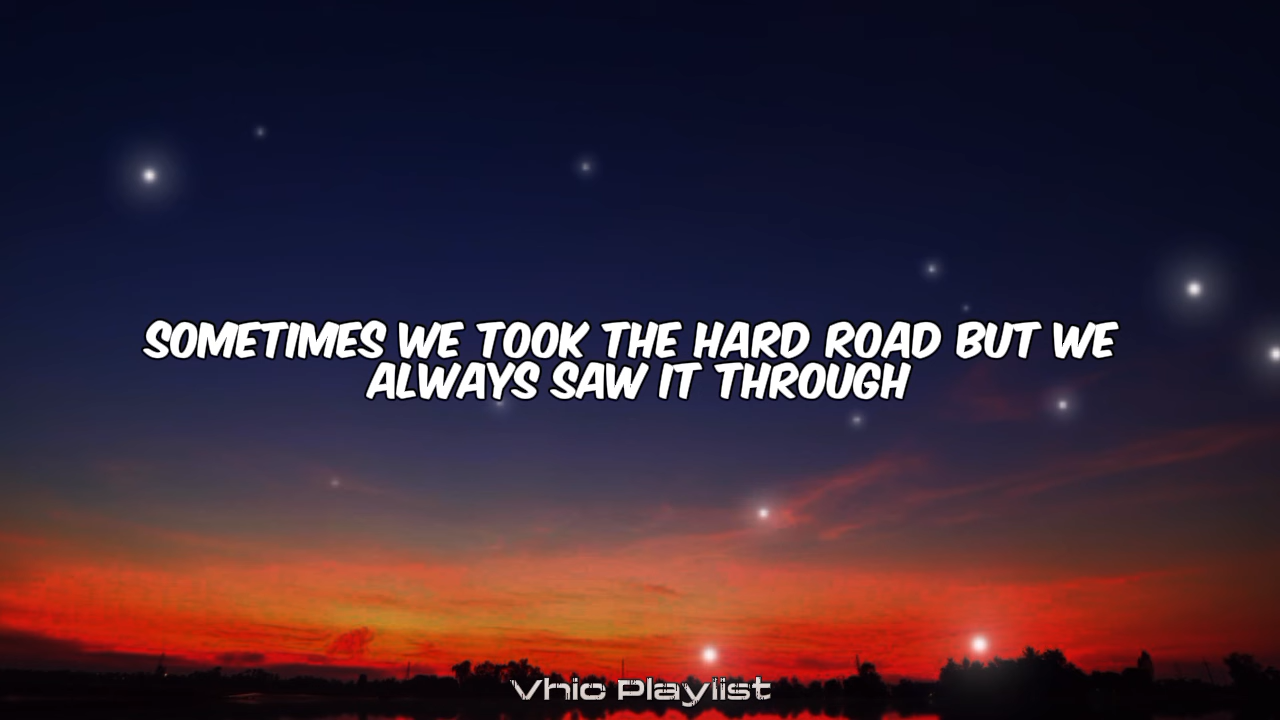 SOMETIMES WE TOOK THE HARD ROAD BUT WE
ALWAYS SAW IT THROUGH
Vhio Playlist